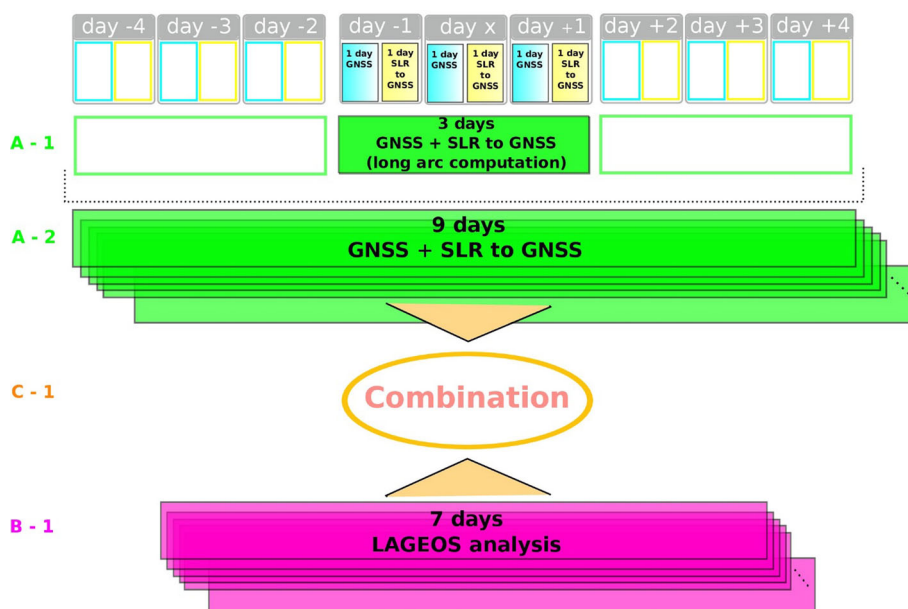 day -4 day -3 day -2 day -1 day x day +1 day +2 day +3 day +4
1 day GNSS
1 day SLR to GNSS
1 day GNSS
1 day SLR to GNSS
1 day GNSS
1 day SLR to GNSS
A - 1
3 days
GNSS + SLR to GNSS
(long arc computation)
A - 2
9 days
GNSS + SLR to GNSS
C - 1
Combination
B - 1
7 days
LAGEOS analysis